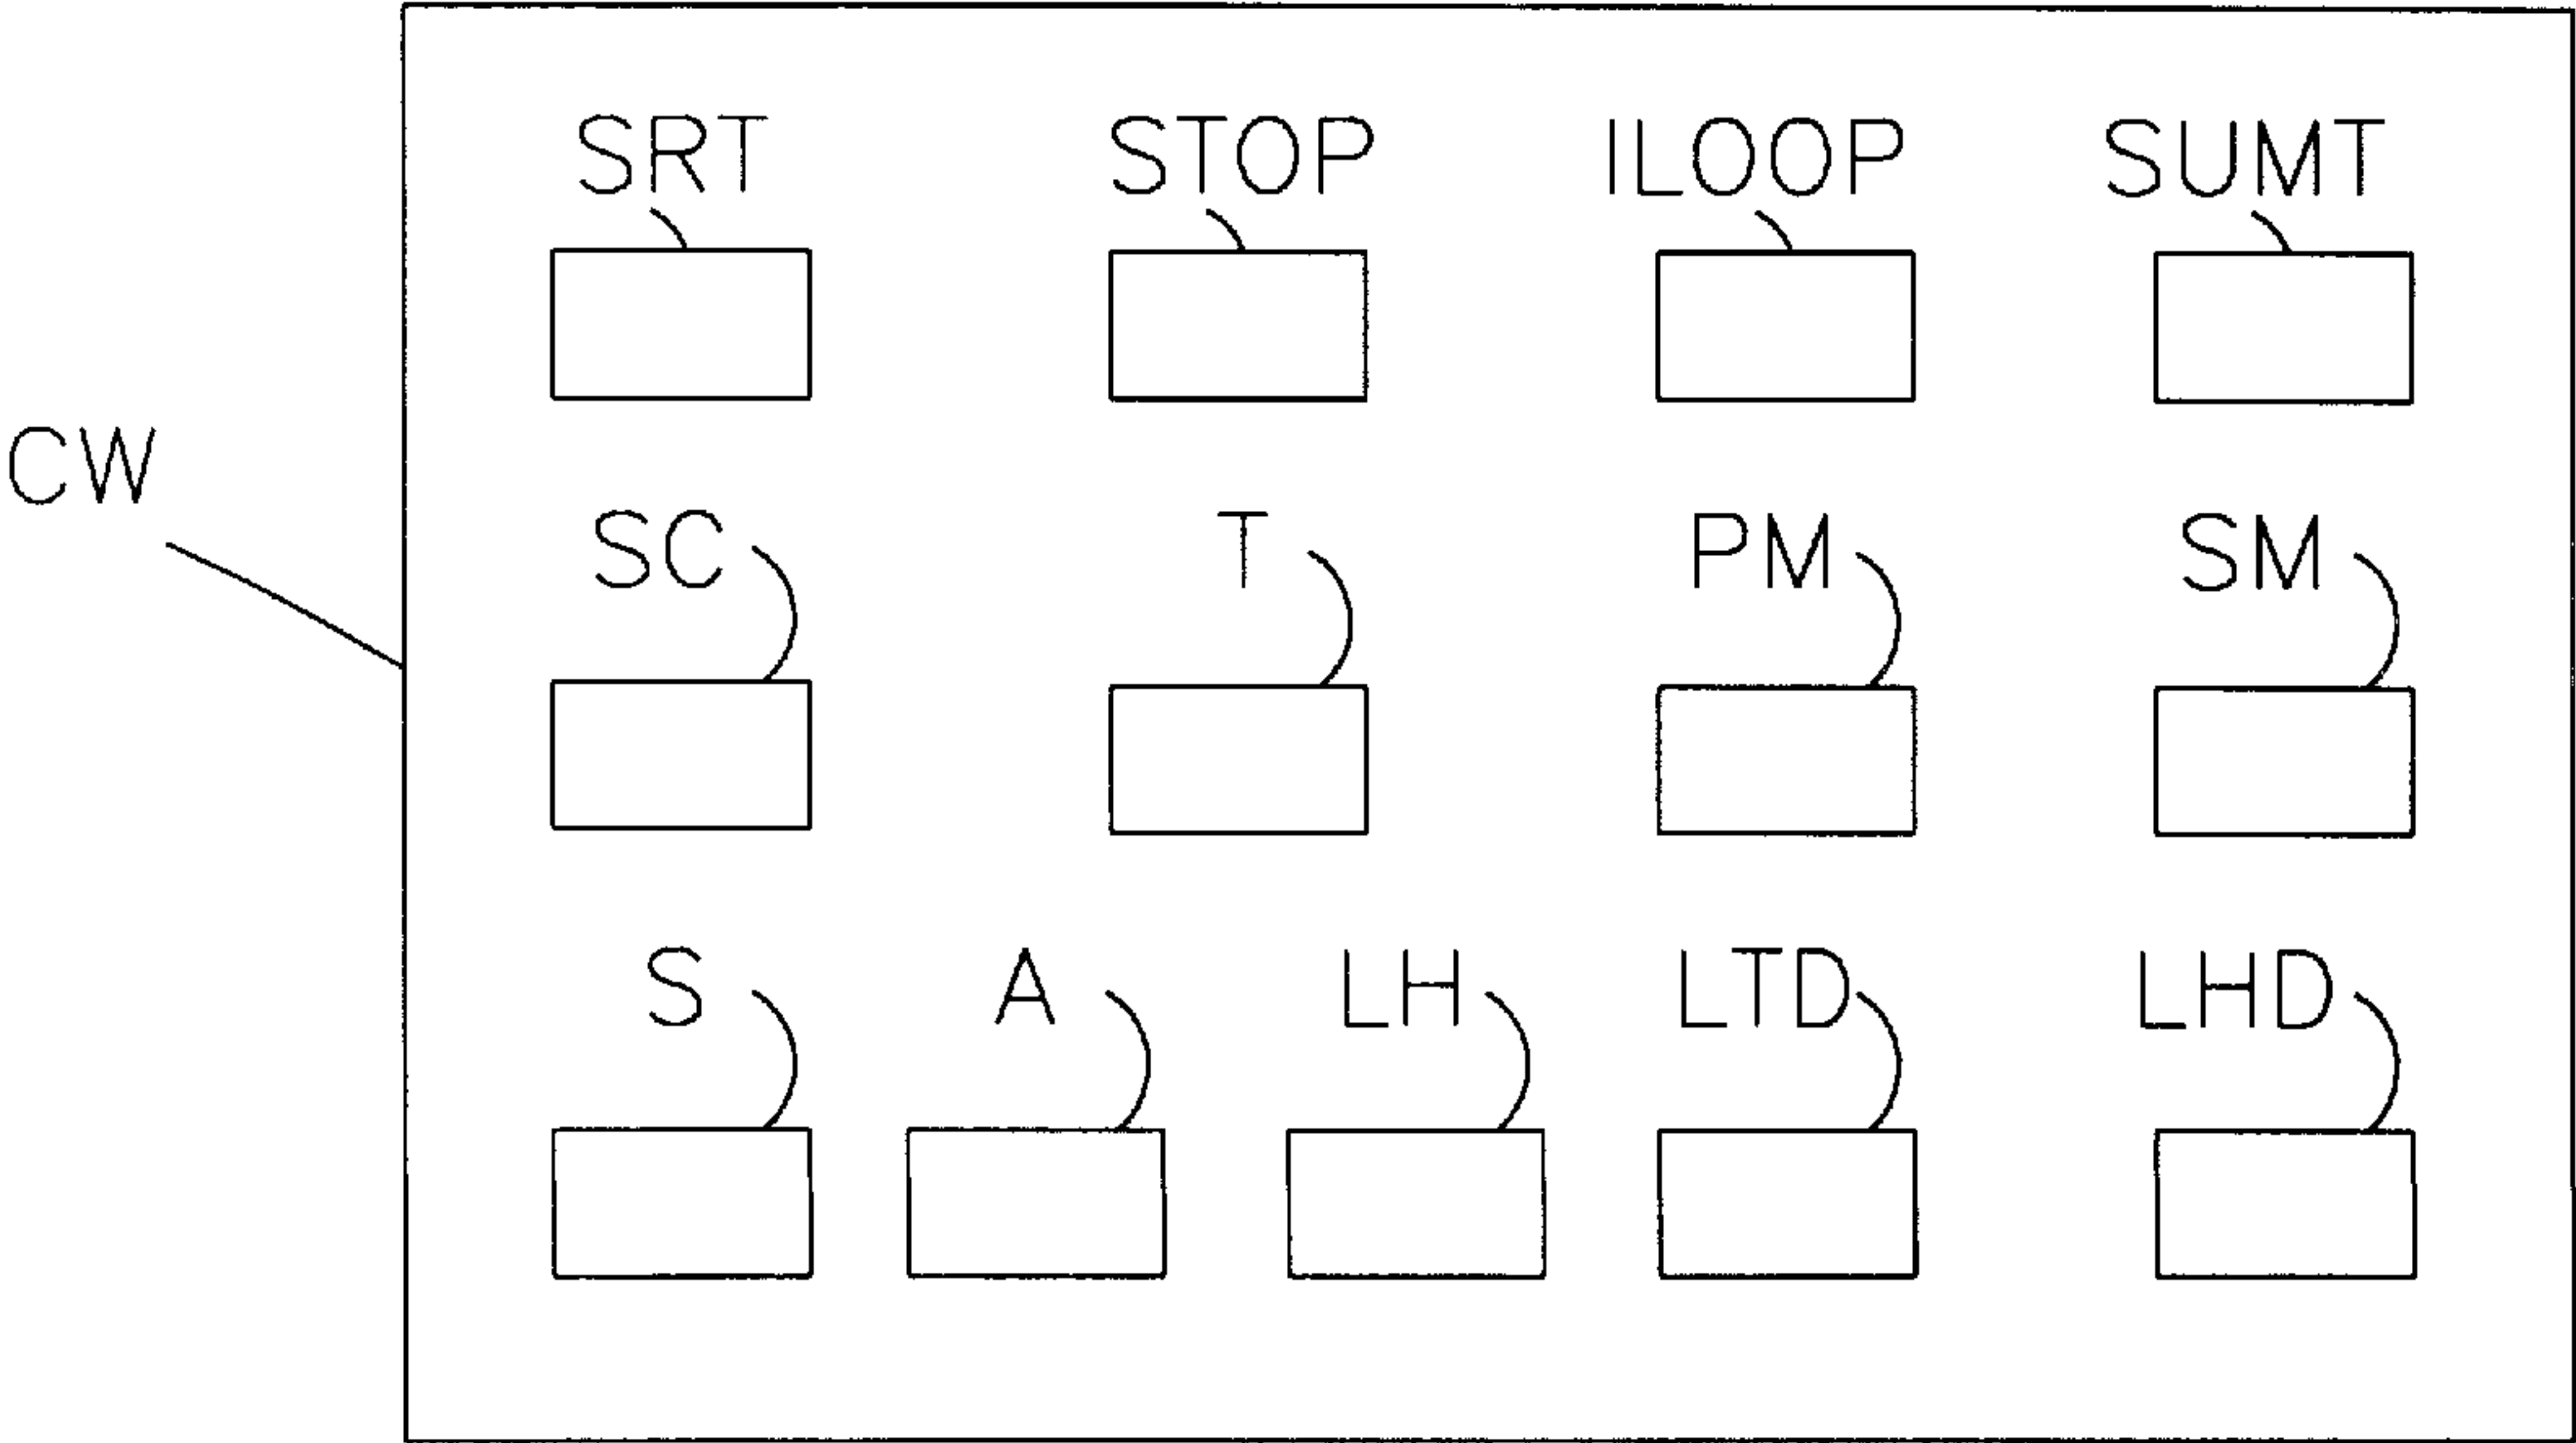 SRT STOP ILOOP SUMT
CW
SC T PM SM
S A LH LTD LHD